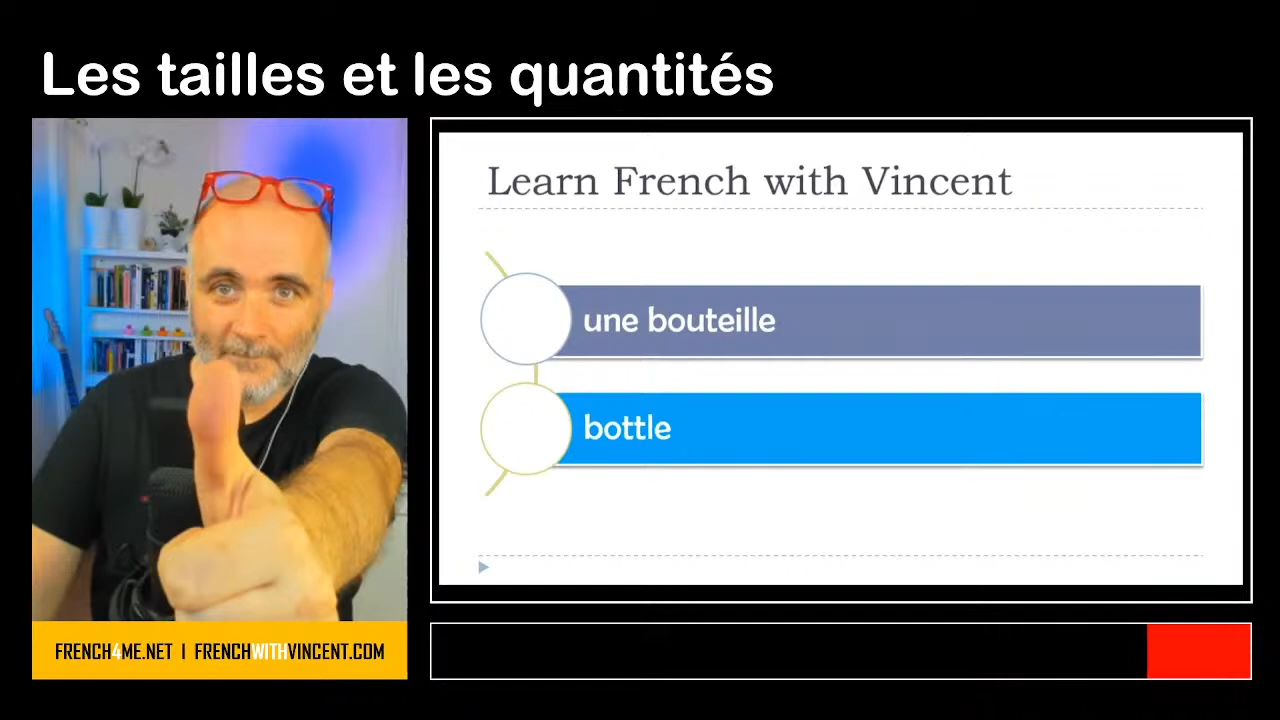 Les tailles et les quantités
Learn French with Vincent
une bouteille
bottle
FRENCH4ME.NET | FRENCHWITHVINCENT.COM